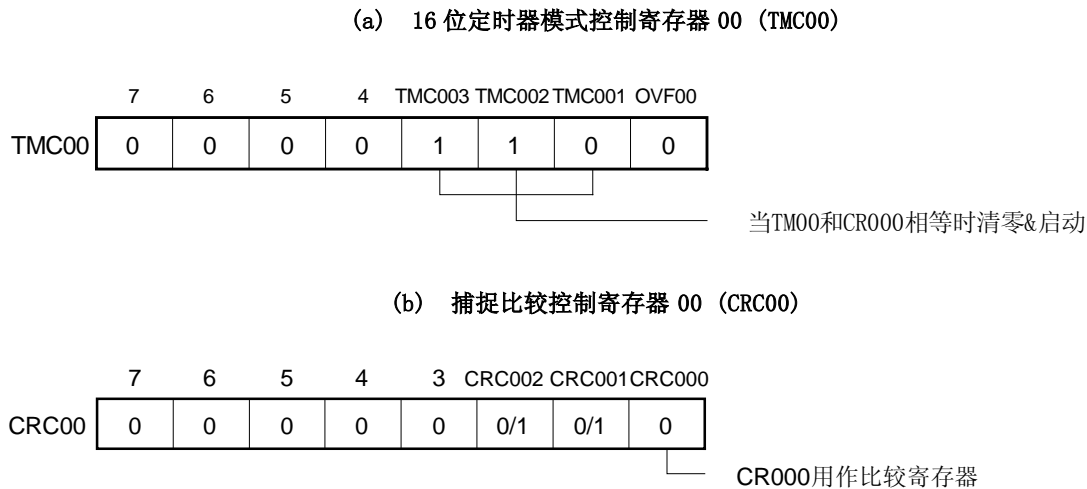 (a) 16 位定时器模式控制寄存器 00 (TMC00)
7 6 5 4 TMC003 TMC002 TMC001 OVF00
TMC00 0 0 0 0 1 1 0 0
当TM00和CR000相等时清零&启动
(b) 捕捉比较控制寄存器 00 (CRC00)
7 6 5 4 3 CRC002 CRC001 CRC000
CRC00 0 0 0 0 0 0/1 0/1 0
CR000用作比较寄存器